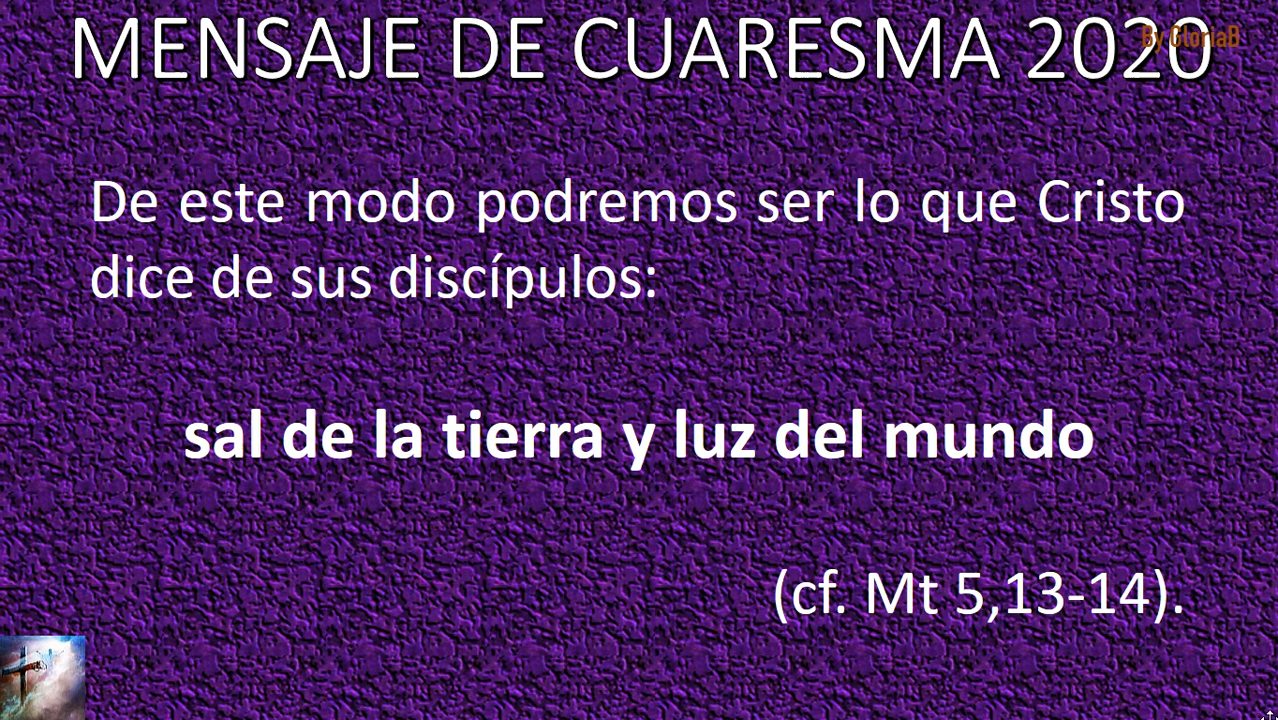 MENSAJE DE CUARESMA 2020
By GloriaB
De este modo podremos ser lo que Cristo
dice de sus discípulos:
sal de la tierra y luz del mundo
(cf. Mt 5,13-14).